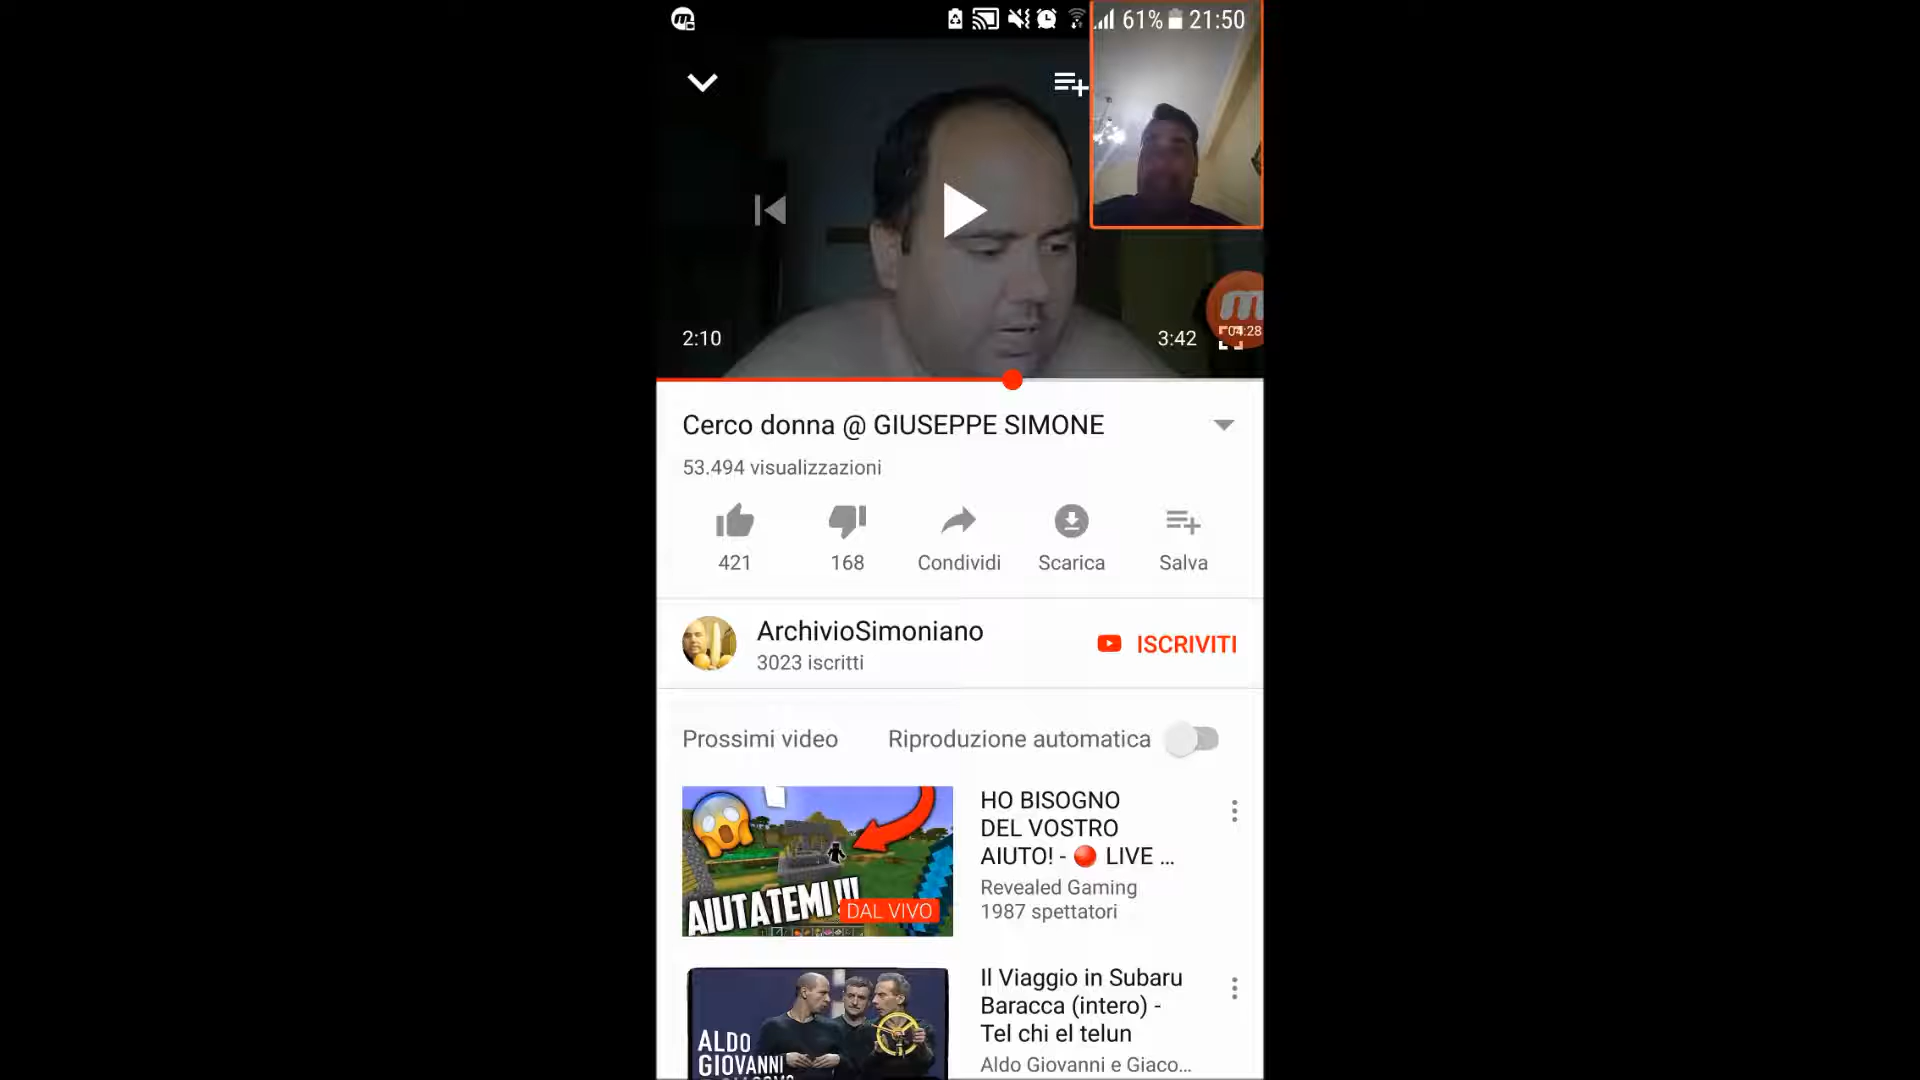 61% 21:50
2:10
3:42
04:28
Cerco donna @ GIUSEPPE SIMONE
53.494 visualizzazioni
421
168
Condividi
Scarica
Salva
ArchivioSimoniano
3023 iscritti
ISCRIVITI
Prossimi video
Riproduzione automatica
AIUTATEMI!!!
DAL VIVO
HO BISOGNO
DEL VOSTRO
AIUTO! - 🔴 LIVE ...
Revealed Gaming
1987 spettatori
ALDO
GIOVANNI
Il Viaggio in Subaru
Baracca (intero) -
Tel chi el telun
Aldo Giovanni e Giaco...